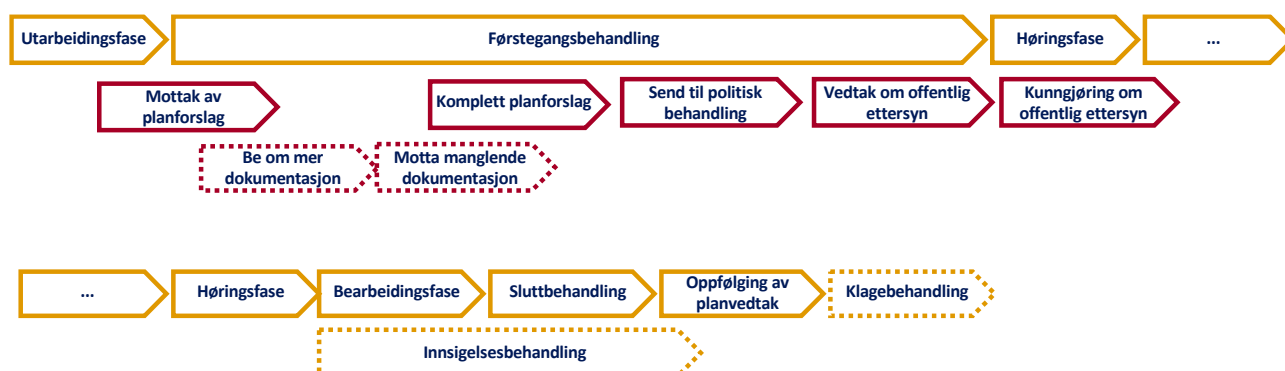 Utarbeidingsfase
Førstegangsbehandling
Høringsfase
...
Mottak av
planforslag
Komplett planforslag
Send til politisk
behandling
Vedtak om offentlig
ettersyn
Kunngjøring om
offentlig ettersyn
Be om mer
dokumentasjon
Motta manglende
dokumentasjon
...
Høringsfase
Bearbeidingsfase
Sluttbehandling
Oppfølging av
planvedtak
Klagebehandling
Innsigelsesbehandling